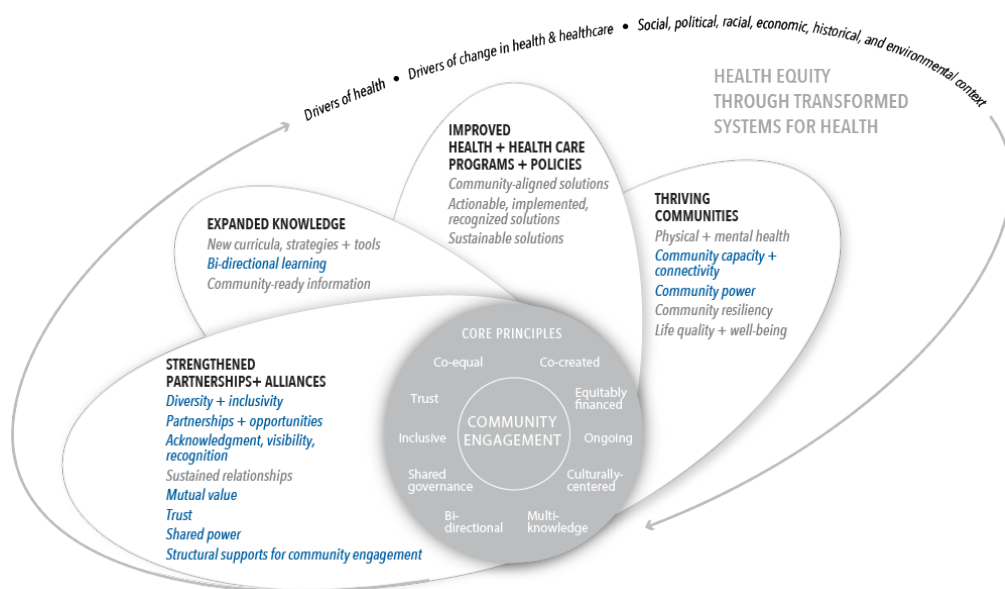 Drivers of health • Drivers of change in health & healthcare • Social, political, racial, economic, historical, and environmental context
HEALTH EQUITY
THROUGH TRANSFORMED
SYSTEMS FOR HEALTH
IMPROVED
HEALTH + HEALTH CARE
PROGRAMS + POLICIES
Community-aligned solutions
Actionable, implemented,
recognized solutions
Sustainable solutions
THRIVING
COMMUNITIES
Physical + mental health
Community capacity +
connectivity
Community power
Community resiliency
Life quality + well-being
EXPANDED KNOWLEDGE
New curricula, strategies + tools
Bi-directional learning
Community-ready information
STRENGTHENED
PARTNERSHIPS+ ALLIANCES
Diversity + inclusivity
Partnerships + opportunities
Acknowledgment, visibility,
recognition
Sustained relationships
Mutual value
Trust
Shared power
Structural supports for community engagement
CORE PRINCIPLES
Co-equal
Co-created
Trust
Equitably
financed
Inclusive
COMMUNITY
ENGAGEMENT
Ongoing
Shared
governance
Culturally-
centered
Bi-
directional
Multi-
knowledge